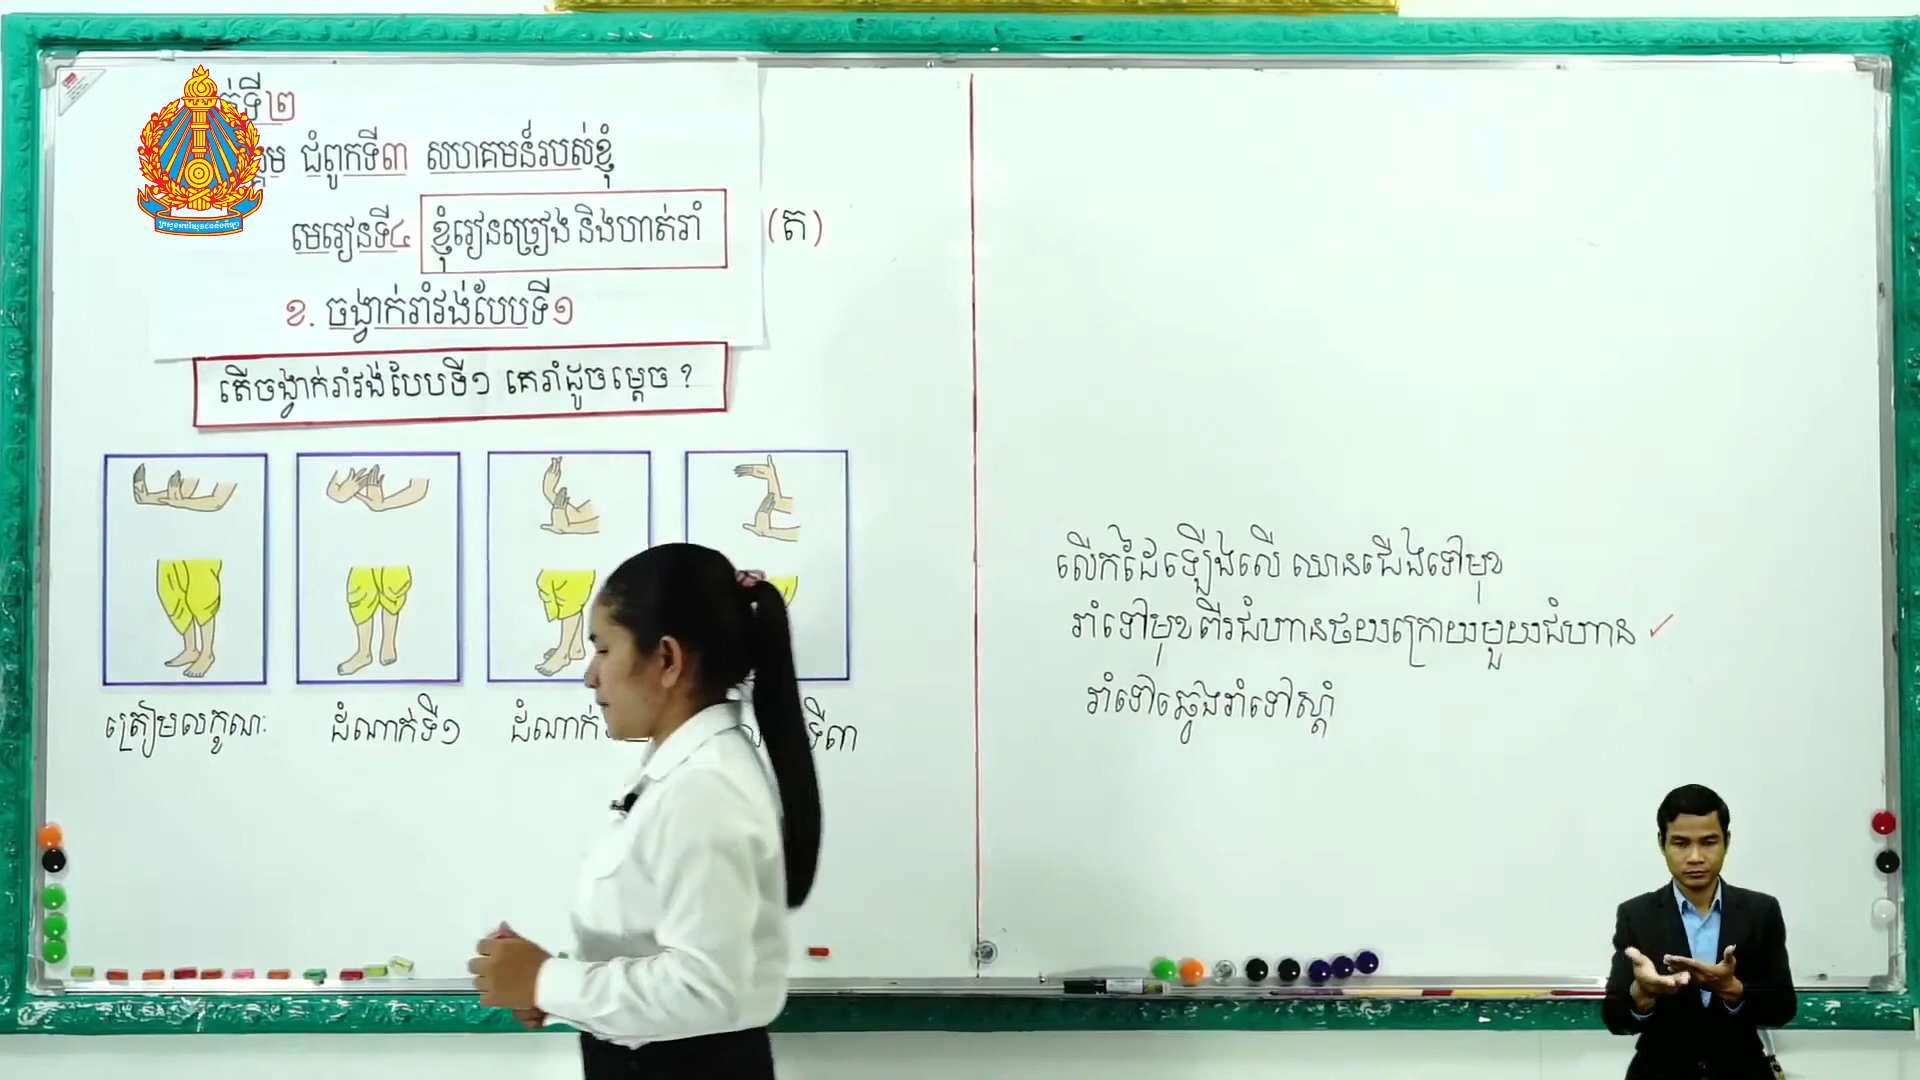 ទី២
ជំពូកទី៣ សហគមន៍របស់ខ្ញុំ
មេរៀនទី៤ ខ្ញុំរៀនច្រៀង និងហាត់រាំ (ត)
ខ. ចង្វាក់រាំវង់បែបទី១
តើចង្វាក់រាំវង់បែបទី១ គេរាំដូចម្តេច ?
ត្រៀមលក្ខណៈ
ដំណាក់ទី១
ដំណាក់
ទី៣
លើកដៃឡើងលើ ឈានជើងទៅមុខ
រាំទៅមុខពីរជំហានថយក្រោយមួយជំហាន ✓
រាំទៅឆ្វេងរាំទៅស្តាំ